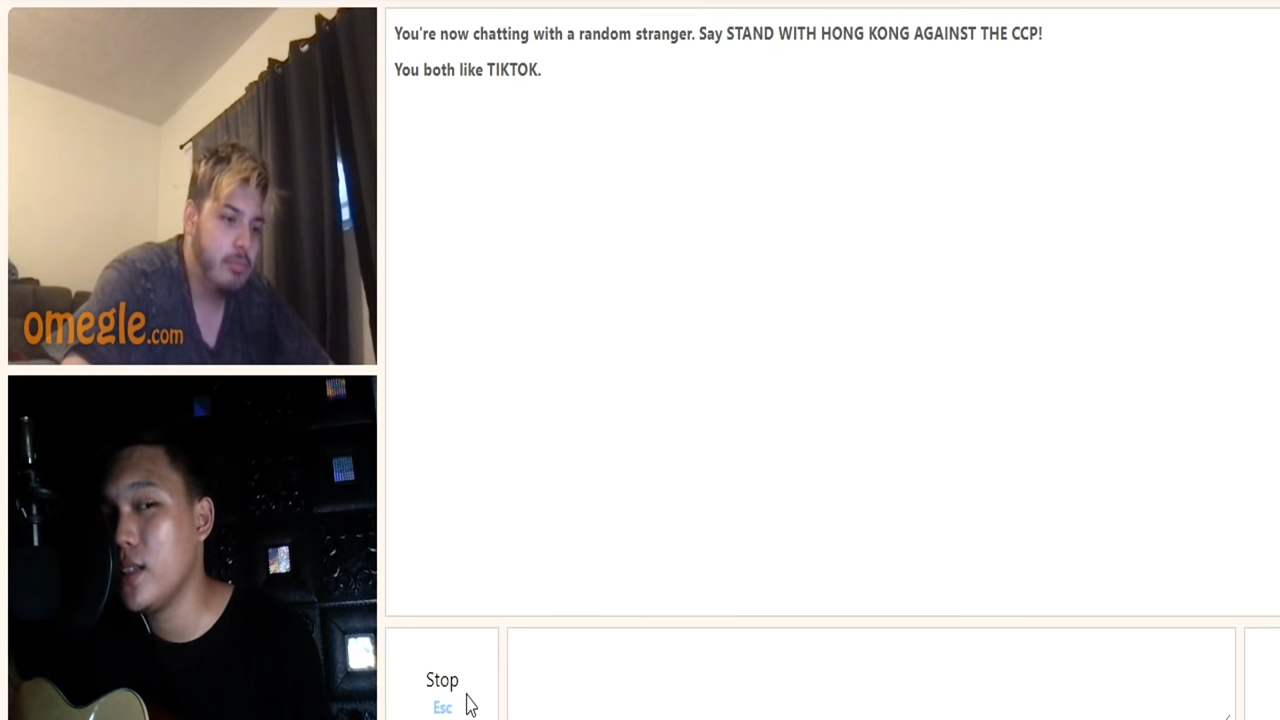 You're now chatting with a random stranger. Say STAND WITH HONG KONG AGAINST THE CCP!
You both like TIKTOK.
omegle.com
Stop
Esc